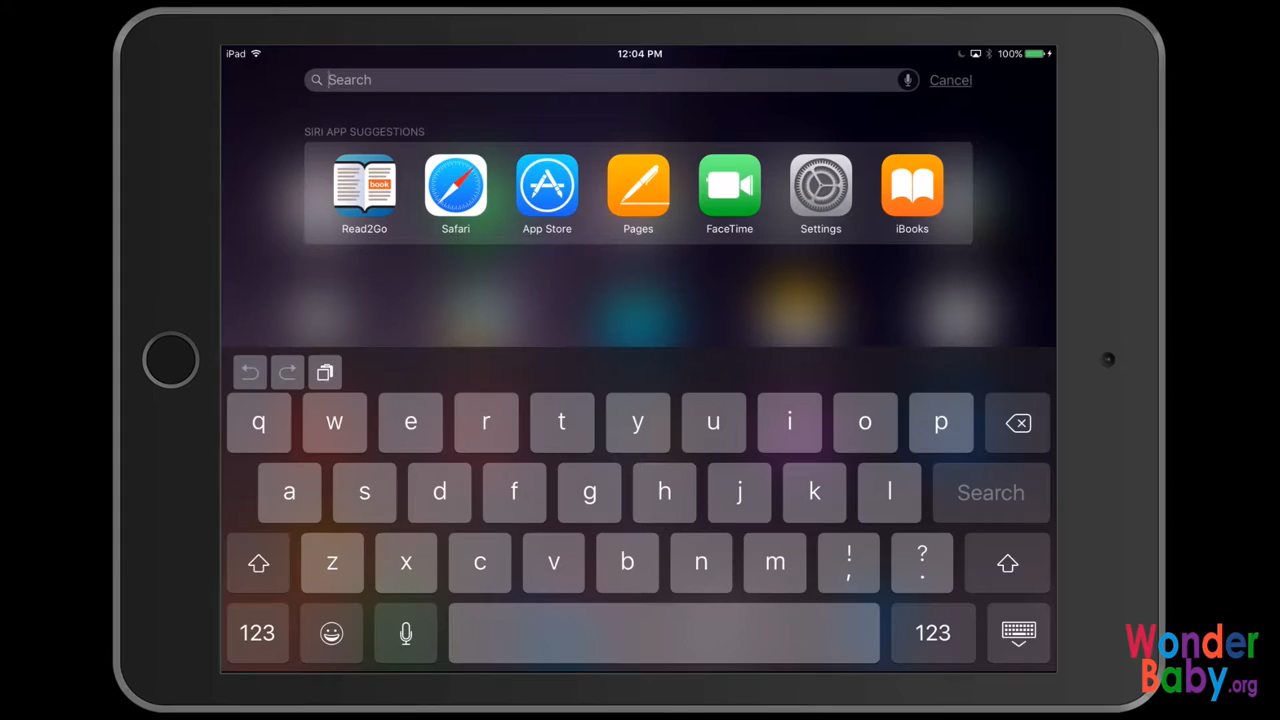 iPad 12:04 PM 100%
Search Cancel
SIRI APP SUGGESTIONS
book
Read2Go Safari App Store Pages FaceTime Settings iBooks
q w e r t y u i o p
a s d f g h j k l Search
z x c v b n m ! , ? .
123 123
Wonder
Baby.org